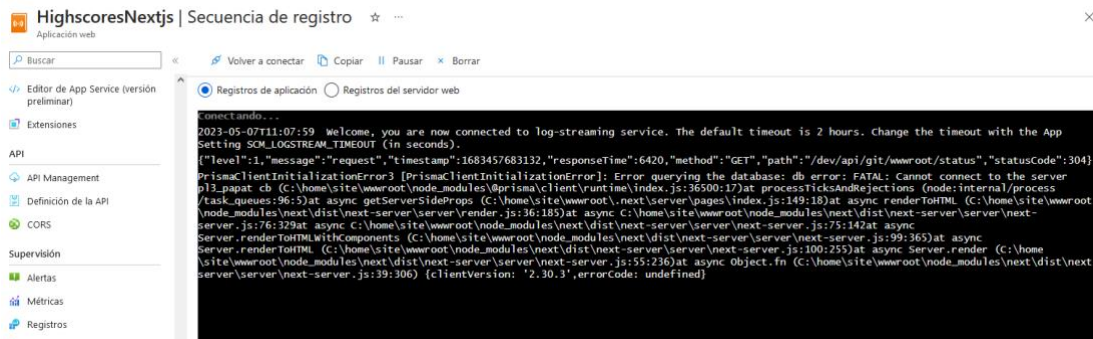 HighscoresNextjs | Secuencia de registro
Aplicación web
Buscar
Volver a conectar Copiar Pausar Borrar
Editor de App Service (versión
preliminar)
Extensiones
API
API Management
Definición de la API
CORS
Supervisión
Alertas
Métricas
Registros
Registros de aplicación Registros del servidor web
Conectando...
2023-05-07T11:07:59 Welcome, you are now connected to log-streaming service. The default timeout is 2 hours. Change the timeout with the App
Setting SCM_LOGSTREAM_TIMEOUT (in seconds).
{"level":1,"message":"request","timestamp":1683457683132,"responseTime":6420,"method":"GET","path":"/dev/api/git/wwwroot/status","statusCode":304}
PrismaClientInitializationError3 [PrismaClientInitializationError]: Error querying the database: db error: FATAL: Cannot connect to the server
pl3_papat cb (C:\home\site\wwwroot\node_modules\@prisma\client\runtime\index.js:36500:17)at processTicksAndRejections (node:internal/process
/task_queues:96:5)at async getServerSideProps (C:\home\site\wwwroot\.next\server\pages\index.js:149:18)at async renderToHTML (C:\home\site\wwwroot
\node_modules\next\dist\next-server\server\render.js:36:185)at async C:\home\site\wwwroot\node_modules\next\dist\next-server\server\next-
server.js:76:329at async C:\home\site\wwwroot\node_modules\next\dist\next-server\server\next-server.js:75:142at async
Server.renderToHTMLWithComponents (C:\home\site\wwwroot\node_modules\next\dist\next-server\server\next-server.js:99:365)at async
Server.renderToHTML (C:\home\site\wwwroot\node_modules\next\dist\next-server\server\next-server.js:100:255)at async Server.render (C:\home
\site\wwwroot\node_modules\next\dist\next-server\server\next-server.js:55:236)at async Object.fn (C:\home\site\wwwroot\node_modules\next\dist\next-
server\server\next-server.js:39:306) {clientVersion: '2.30.3',errorCode: undefined}